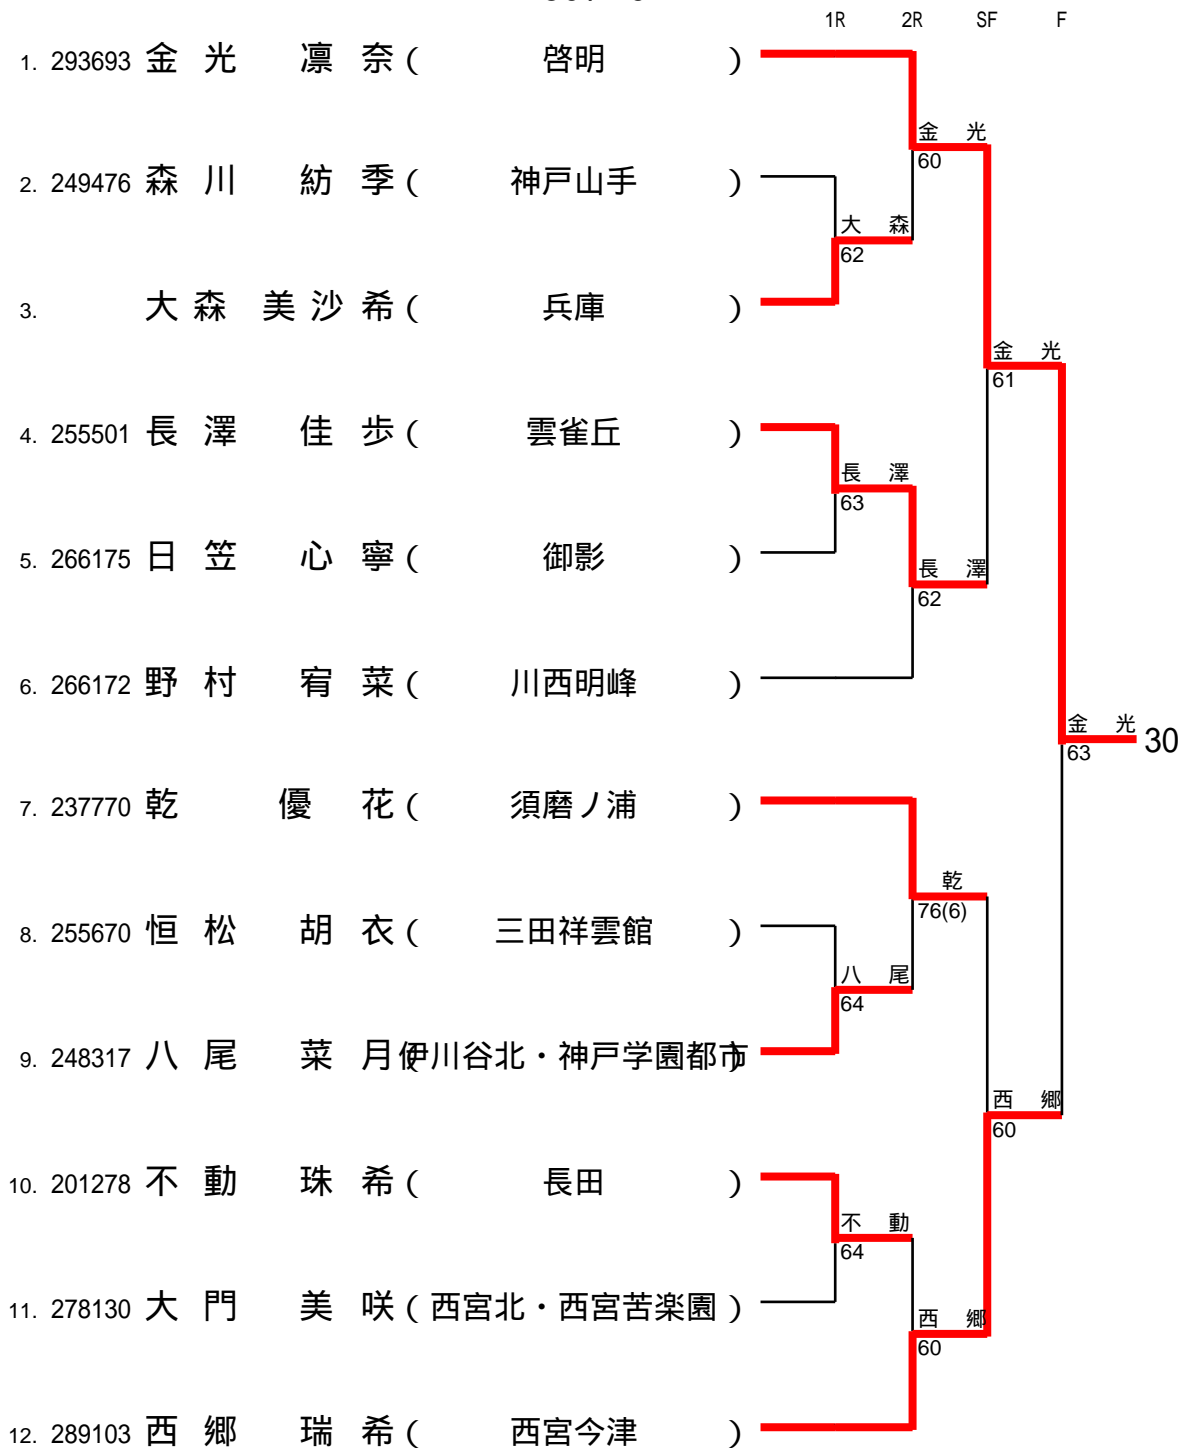 1R 2R SF F
1. 293693 金光 凛奈 ( 啓明 )
金光
60
2. 249476 森川 紡季 ( 神戸山手 )
大森
62
3. 大森 美沙希 ( 兵庫 )
金光
61
4. 255501 長澤 佳歩 ( 雲雀丘 )
長澤
63
5. 266175 日笠 心寧 ( 御影 )
長澤
62
6. 266172 野村 宥菜 ( 川西明峰 )
金光
63
30
7. 237770 乾 優花 ( 須磨ノ浦 )
乾
76(6)
8. 255670 恒松 胡衣 ( 三田祥雲館 )
八尾
64
9. 248317 八尾 菜月 ( 伊川谷北・神戸学園都市 )
西郷
60
10. 201278 不動 珠希 ( 長田 )
不動
64
11. 278130 大門 美咲 ( 西宮北・西宮苦楽園 )
西郷
60
12. 289103 西郷 瑞希 ( 西宮今津 )